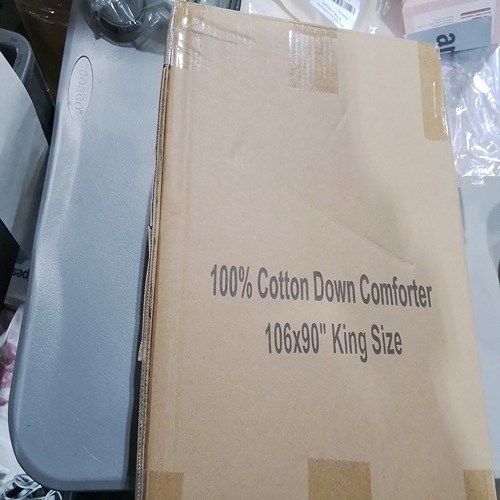 100% Cotton Down Comforter
106x90" King Size